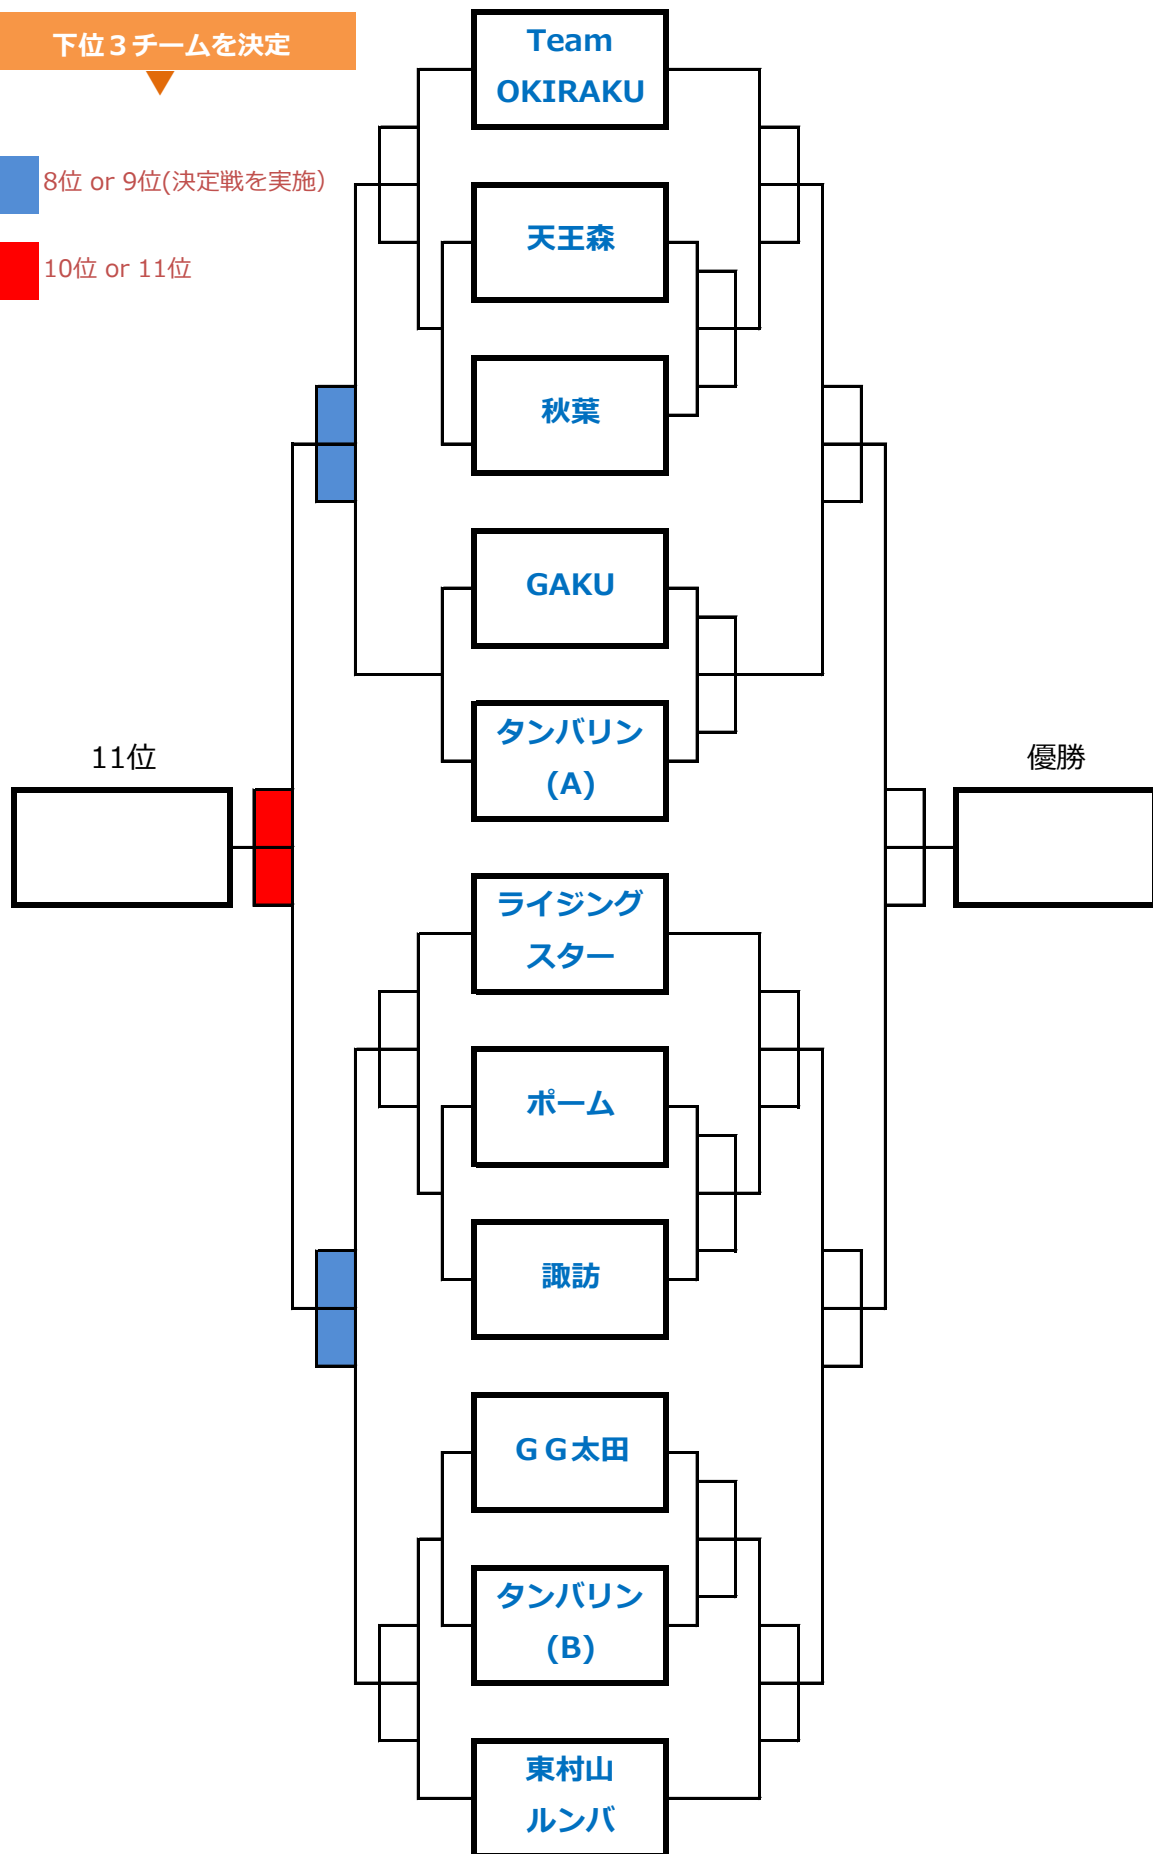 下位３チームを決定
8位 or 9位(決定戦を実施）
10位 or 11位
Team
OKIRAKU
天王森
秋葉
GAKU
タンバリン
(A)
11位
優勝
ライジング
スター
ポーム
諏訪
ＧＧ太田
タンバリン
(B)
東村山
ルンバ